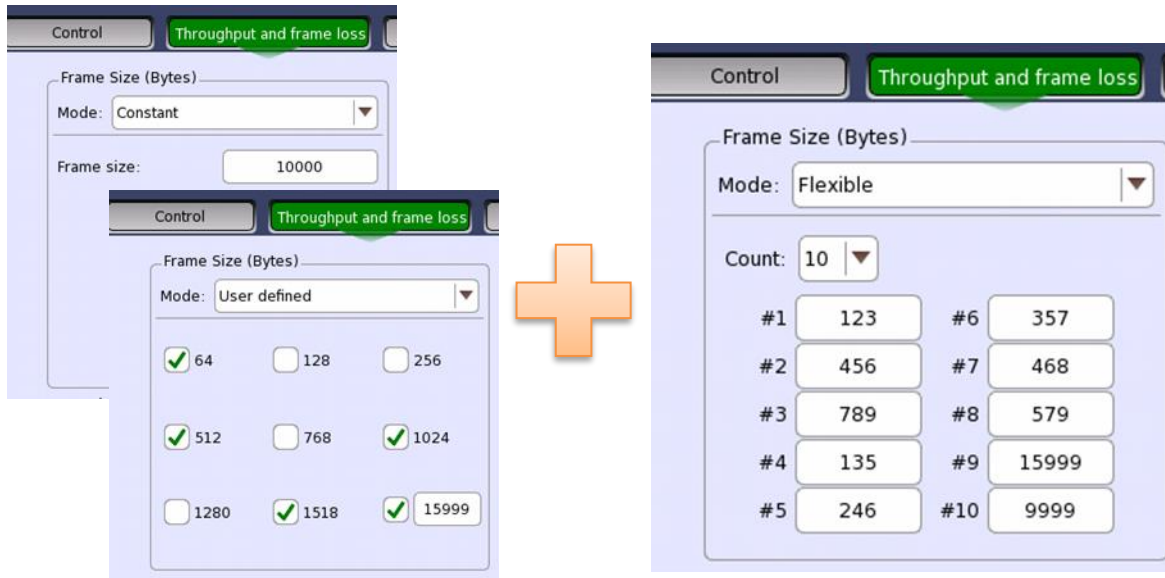 Control Throughput and frame loss
Frame Size (Bytes)
Mode: Constant
Frame size: 10000
Control Throughput and frame loss
Frame Size (Bytes)
Mode: User defined
64 128 256
512 768 1024
1280 1518 15999
Control Throughput and frame loss
Frame Size (Bytes)
Mode: Flexible
Count: 10
#1 123 #6 357
#2 456 #7 468
#3 789 #8 579
#4 135 #9 15999
#5 246 #10 9999